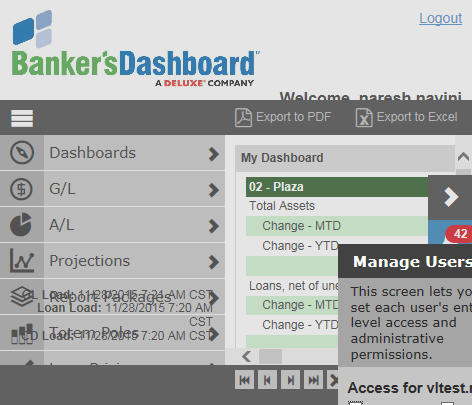 Logout
Banker'sDashboard™
A DELUXE® COMPANY
Welcome, paresh navini
Export to PDF
Export to Excel
Dashboards
G/L
A/L
Projections
Report Packages
Totem Poles
GL Load: 11/28/2015 7:21 AM CST
Loan Load: 11/28/2015 7:20 AM
CST
CD Load: 11/28/2015 7:20 AM CST
My Dashboard
02 - Plaza
Total Assets
Change - MTD
Change - YTD
Loans, net of une
Change - MTD
Change - YTD
42
Manage Users
This screen lets yo
set each user's ent
level access and
administrative
permissions.
Access for vltest.r